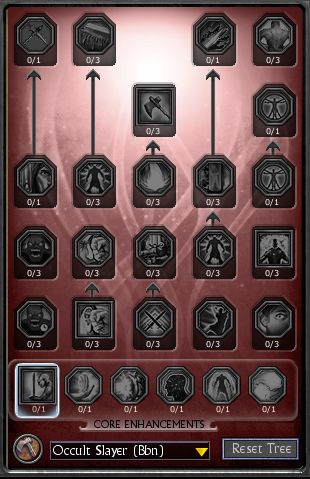 0/1 0/3 0/1 0/3
0/3 0/1
0/1 0/3 0/3 0/3 0/1
0/3 0/3 0/3 0/3 0/3
0/3 0/3 0/3 0/3 0/3
0/1 0/1 0/1 0/1 0/1 0/1
CORE ENHANCEMENTS
Occult Slayer (Bbn) Reset Tree